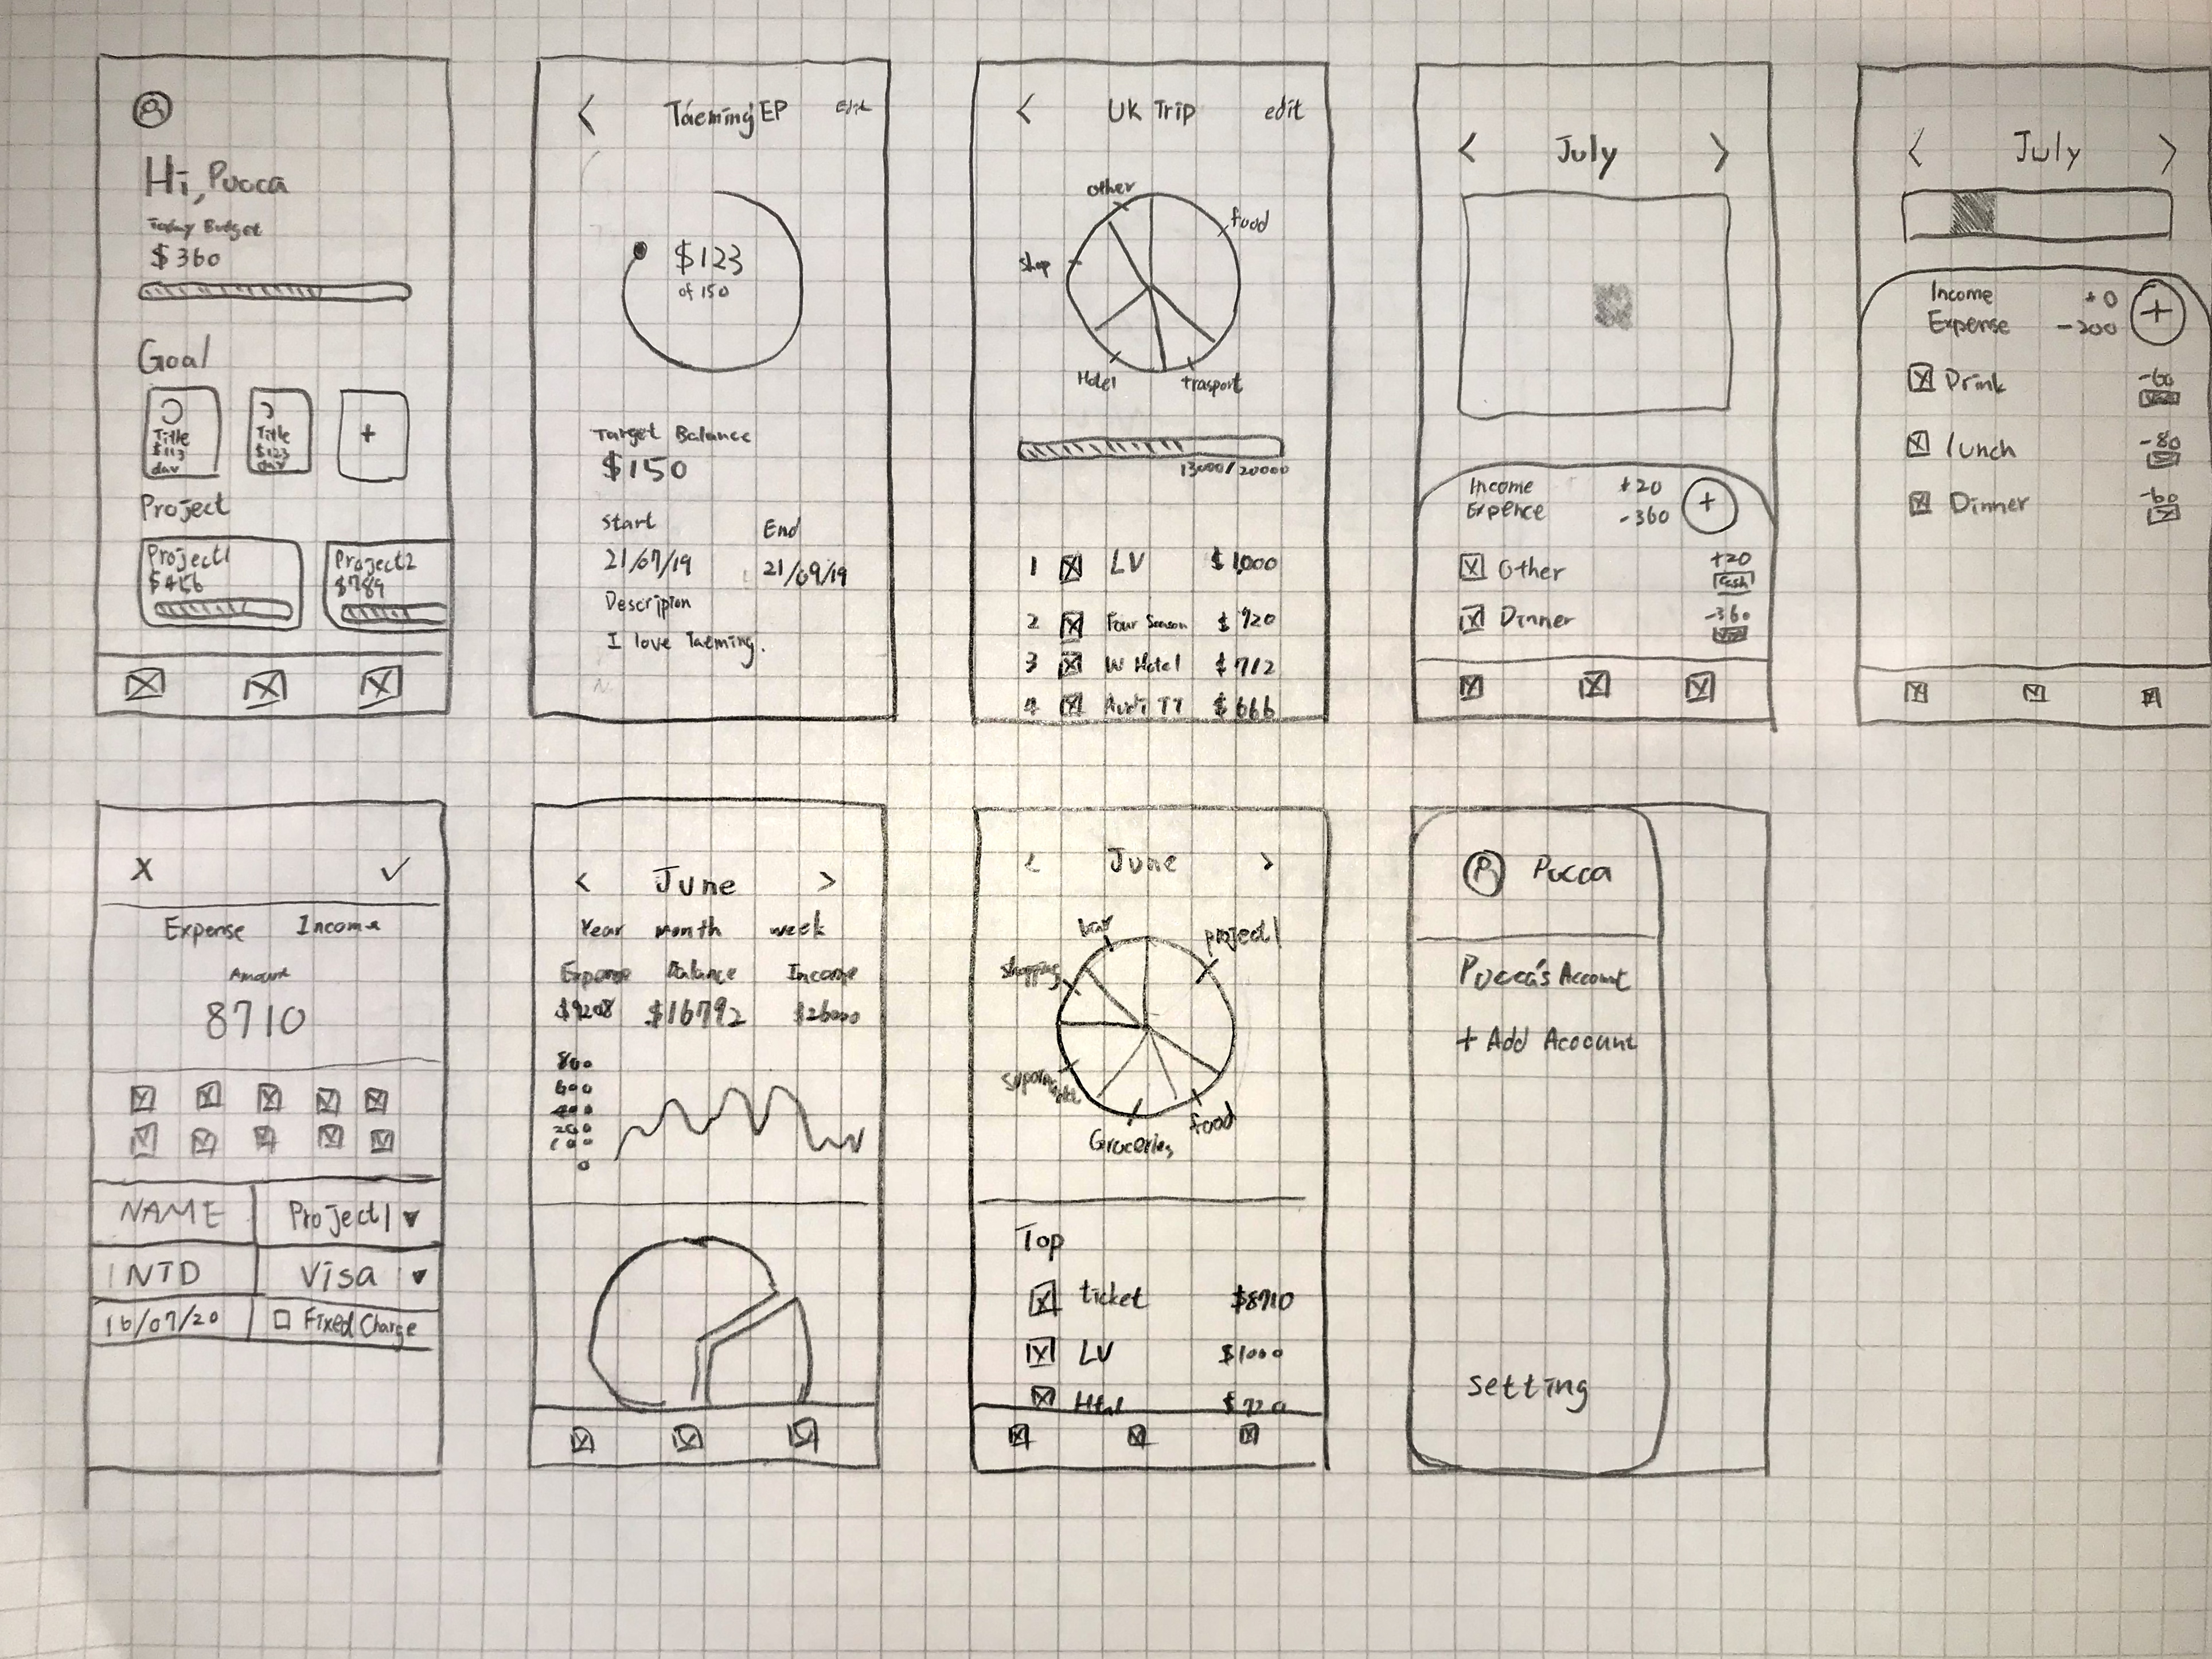 Hi, Pucca
Today Budget
$360
Goal
Title
$113
day
Title
$123
day
+
Project
Project1
$456
Project2
$789
< Taeming EP Edit
$123
of 150
Target Balance
$150
Start End
21/07/19 21/09/19
Descripion
I love Taeming.
< UK Trip edit
other
food
shop
Hotel
trasport
13000/20000
1 LV $1,000
2 Four Season $920
3 W Hotel $712
4 Audi TT $666
< July >
Income +20
Expence -360
+
Other +20
Cash
Dinner -360
< July >
Income +0
Expense -200
+
Drink -60
lunch -80
Dinner -60
X ✓
Expense Income
Amount
8710
NAME Project1 ▼
NTD Visa ▼
16/07/20 Fixed Charge
< June >
Year month week
Expense Balance Income
$9208 $16792 $26000
800
600
400
200
100
0
< June >
bar
project1
shopping
food
Groceries
Top
ticket $8710
LV $1000
Htel $920
Pucca
Pucca's Account
+ Add Account
setting